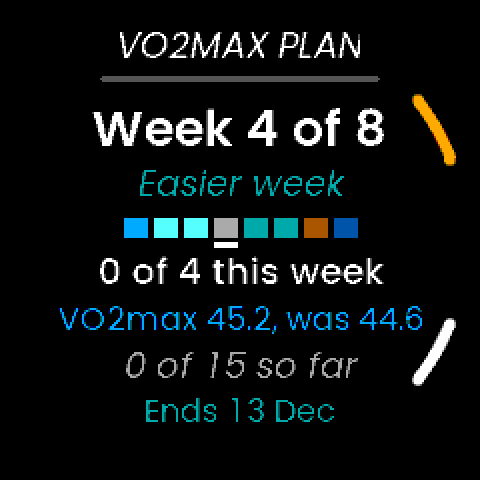 VO2MAX PLAN
Week 4 of 8
Easier week
0 of 4 this week
VO2max 45.2, was 44.6
0 of 15 so far
Ends 13 Dec